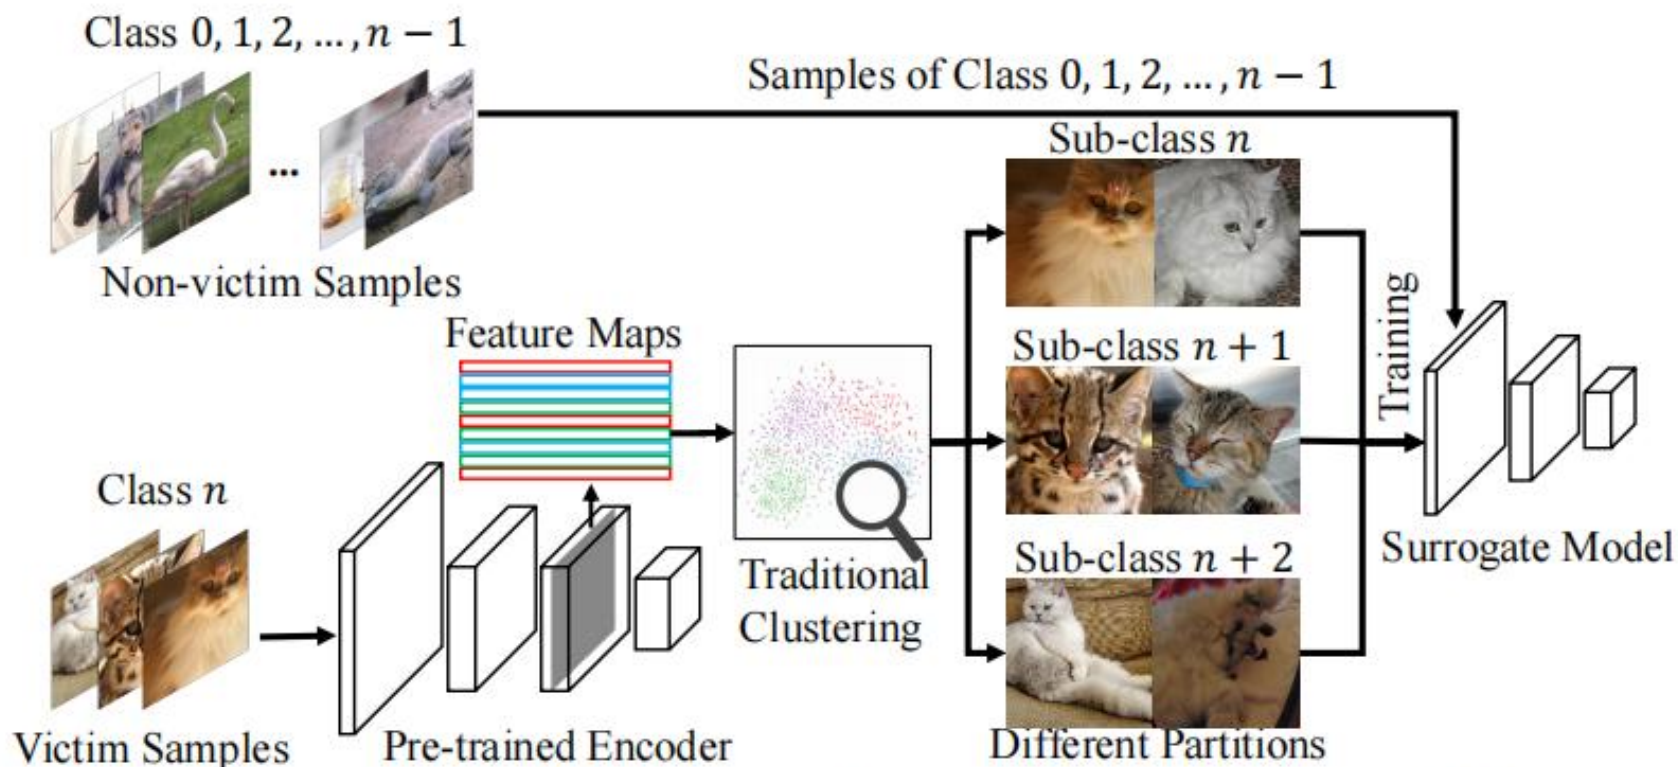 Class 0, 1, 2, ..., n − 1
Samples of Class 0, 1, 2, ..., n − 1
...
Non-victim Samples
Sub-class n
Feature Maps
Sub-class n + 1
Training
Class n
Surrogate Model
Sub-class n + 2
Traditional
Clustering
Victim Samples
Pre-trained Encoder
Different Partitions